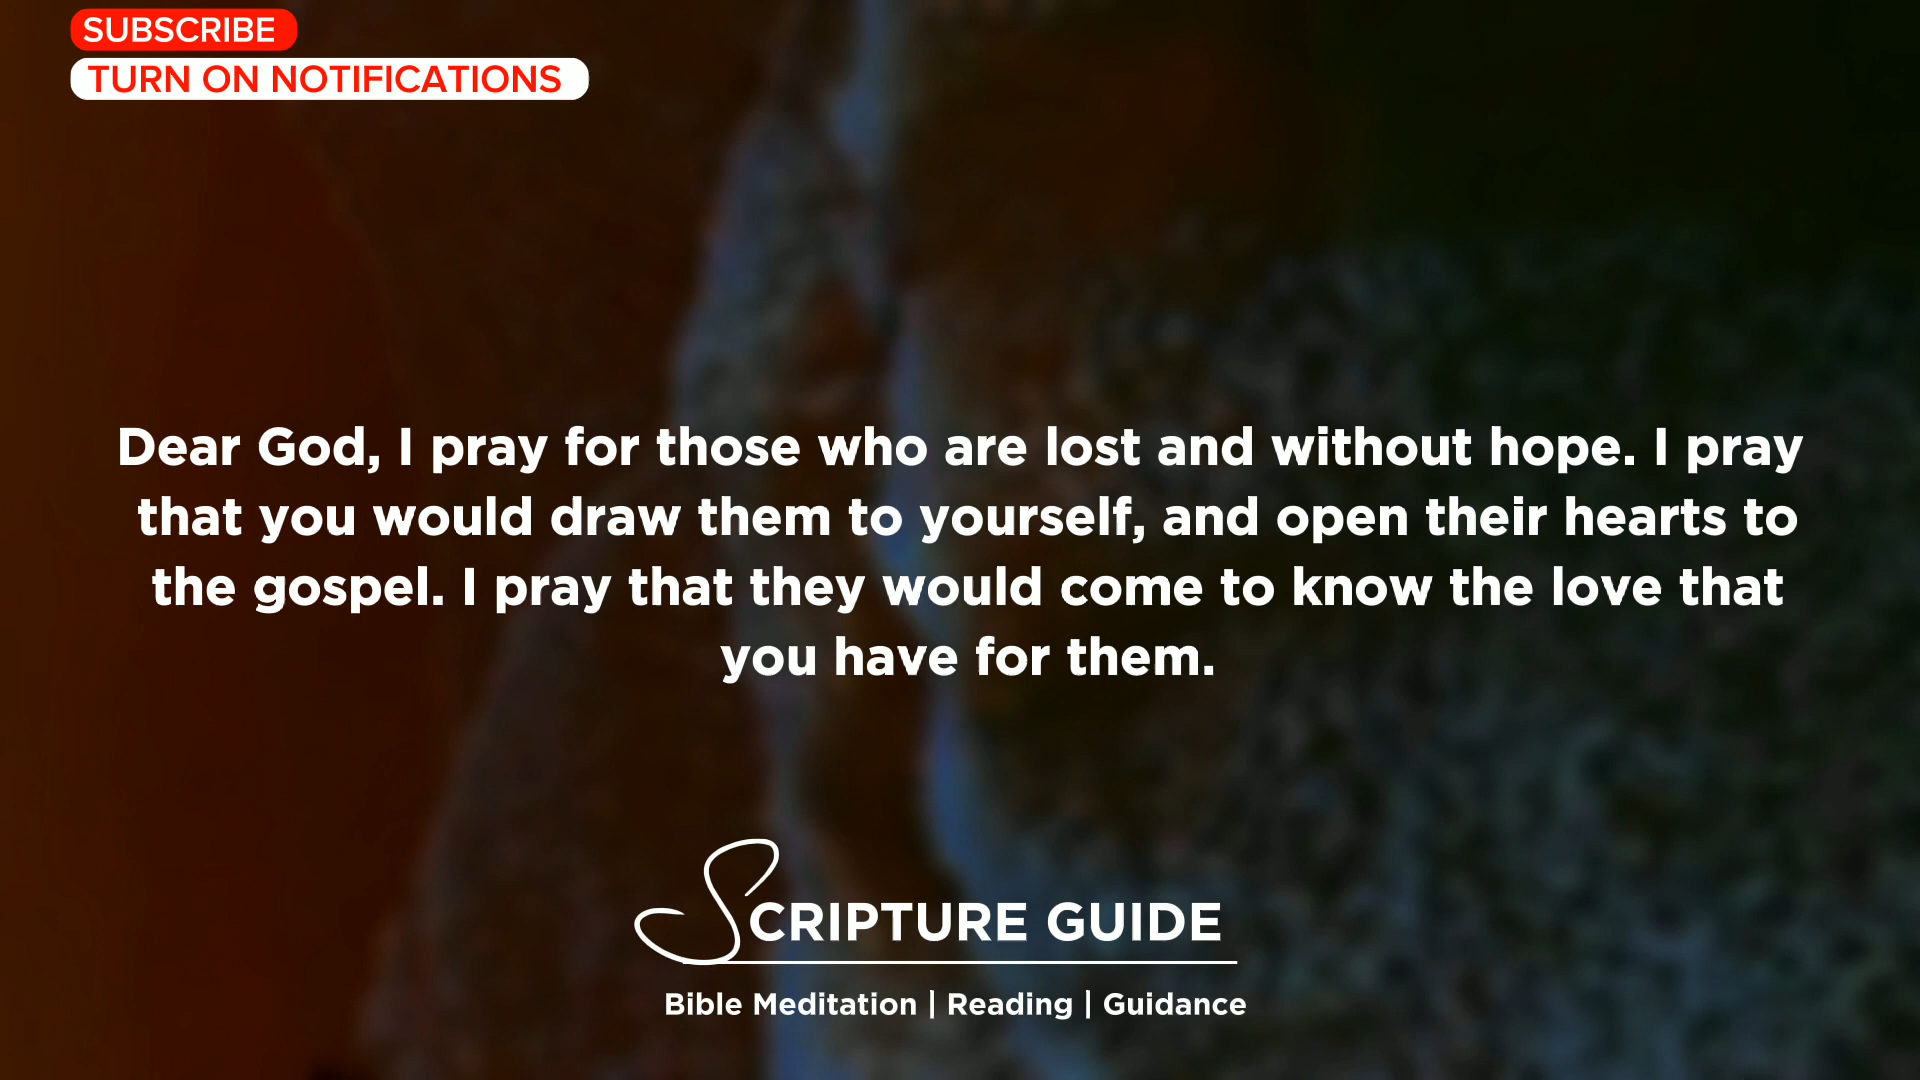 SUBSCRIBE
TURN ON NOTIFICATIONS
Dear God, I pray for those who are lost and without hope. I pray
that you would draw them to yourself, and open their hearts to
the gospel. I pray that they would come to know the love that
you have for them.
SCRIPTURE GUIDE
Bible Meditation | Reading | Guidance